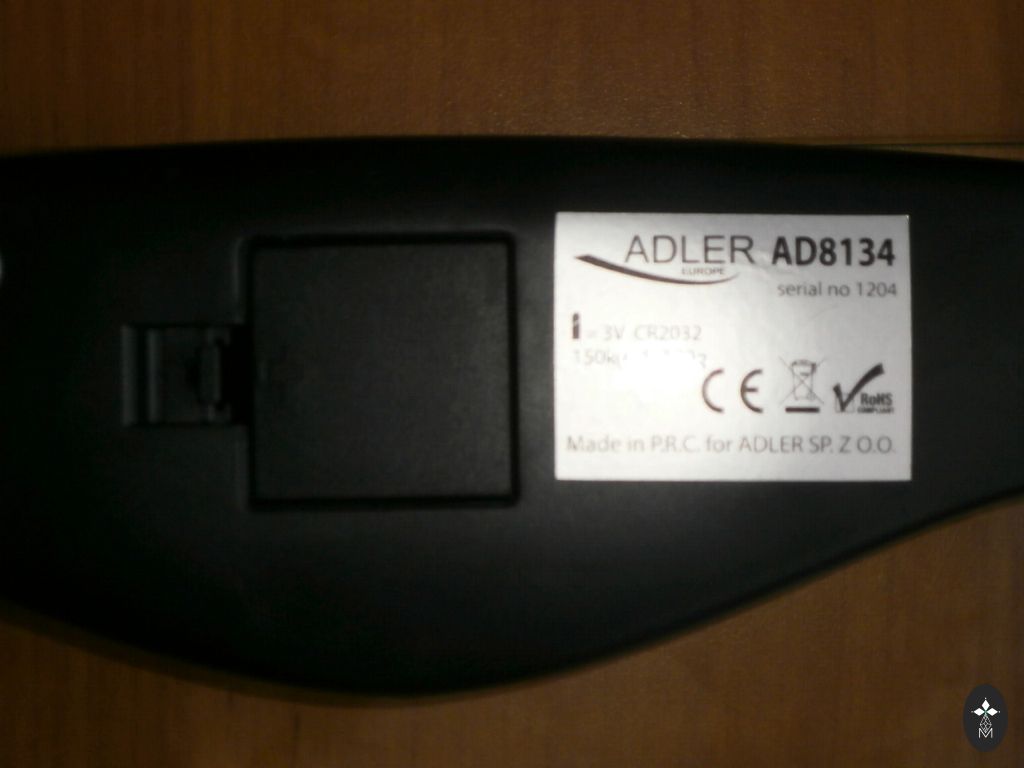 ADLER AD8134
EUROPE
serial no 1204
= 3V CR2032
CE
RoHS
COMPLIANT
Made in P.R.C. for ADLER SP. Z O.O.
M